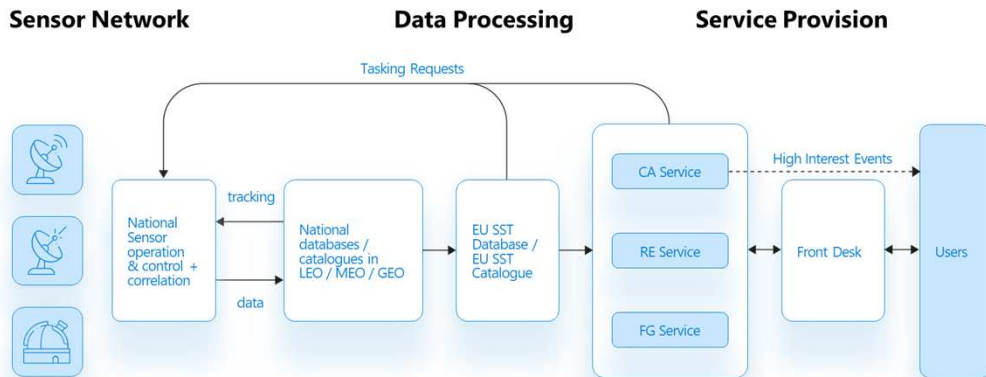 Sensor Network
Data Processing
Service Provision
Tasking Requests
National
Sensor
operation
& control +
correlation
tracking
data
National
databases /
catalogues in
LEO / MEO / GEO
EU SST
Database /
EU SST
Catalogue
CA Service
RE Service
FG Service
High Interest Events
Front Desk
Users